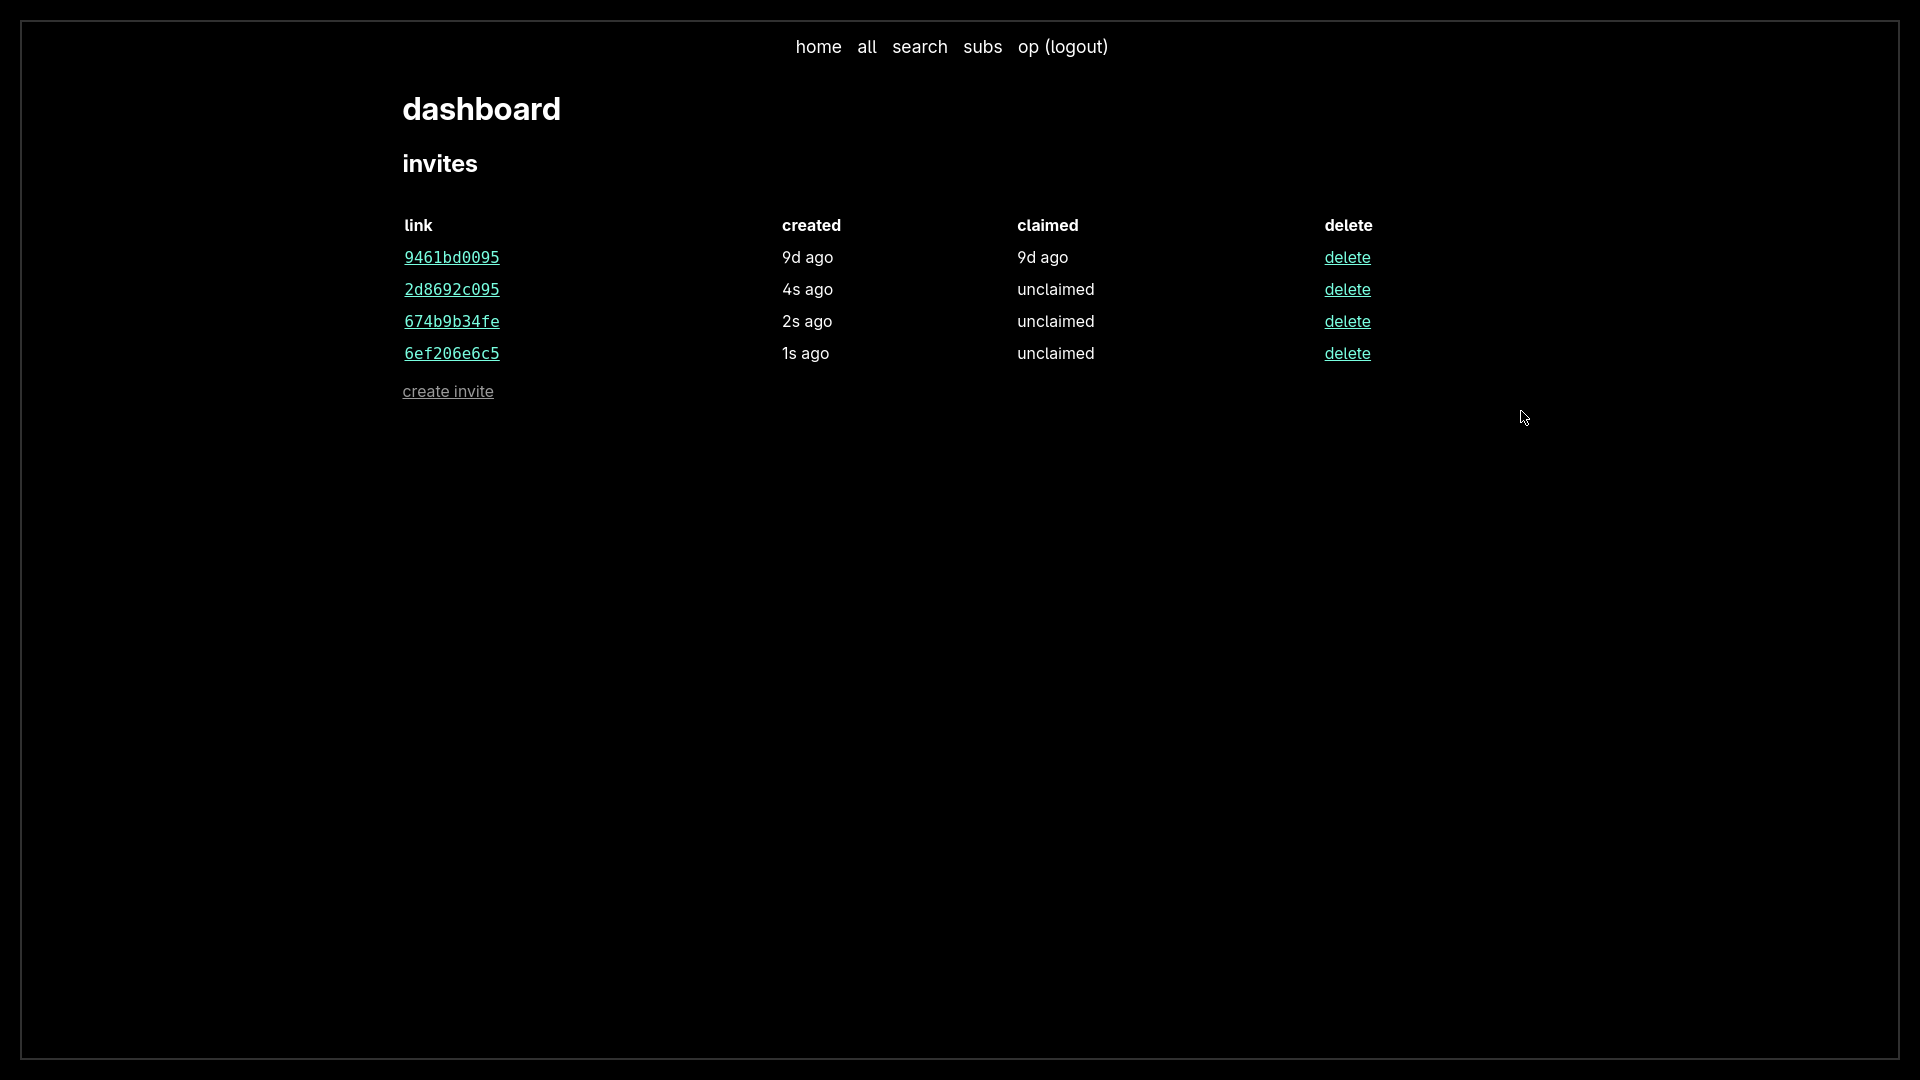 home all search subs op (logout)
dashboard
invites
link created claimed delete
9461bd0095 9d ago 9d ago delete
2d8692c095 4s ago unclaimed delete
674b9b34fe 2s ago unclaimed delete
6ef206e6c5 1s ago unclaimed delete
create invite